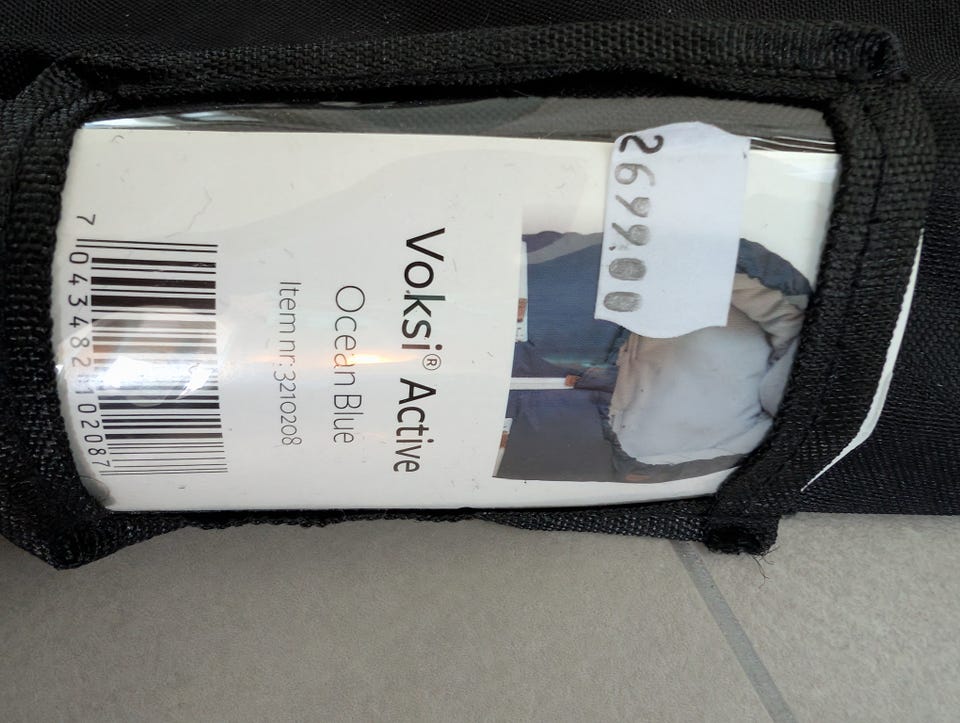 2699.00
Voksi® Active
Ocean Blue
Item nr: 3210208
7 043482 102087